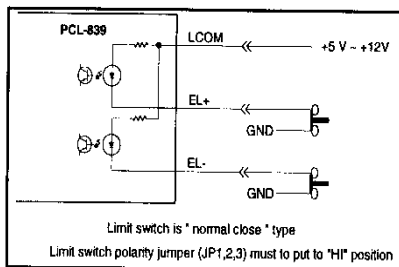 PCL-839
LCOM
+5 V ~ +12V
EL+
GND
EL-
GND
Limit switch is " normal close " type
Limit switch polarity jumper (JP1,2,3) must to put to "HI" position